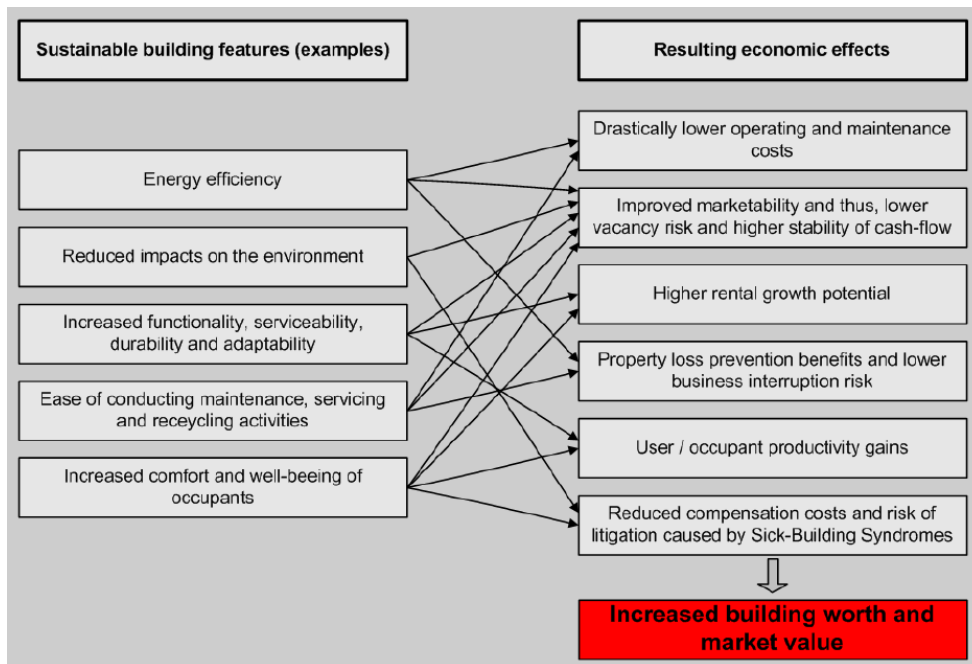 Sustainable building features (examples)
Resulting economic effects
Energy efficiency
Reduced impacts on the environment
Increased functionality, serviceability,
durability and adaptability
Ease of conducting maintenance, servicing
and receycling activities
Increased comfort and well-beeing of
occupants
Drastically lower operating and maintenance
costs
Improved marketability and thus, lower
vacancy risk and higher stability of cash-flow
Higher rental growth potential
Property loss prevention benefits and lower
business interruption risk
User / occupant productivity gains
Reduced compensation costs and risk of
litigation caused by Sick-Building Syndromes
Increased building worth and
market value